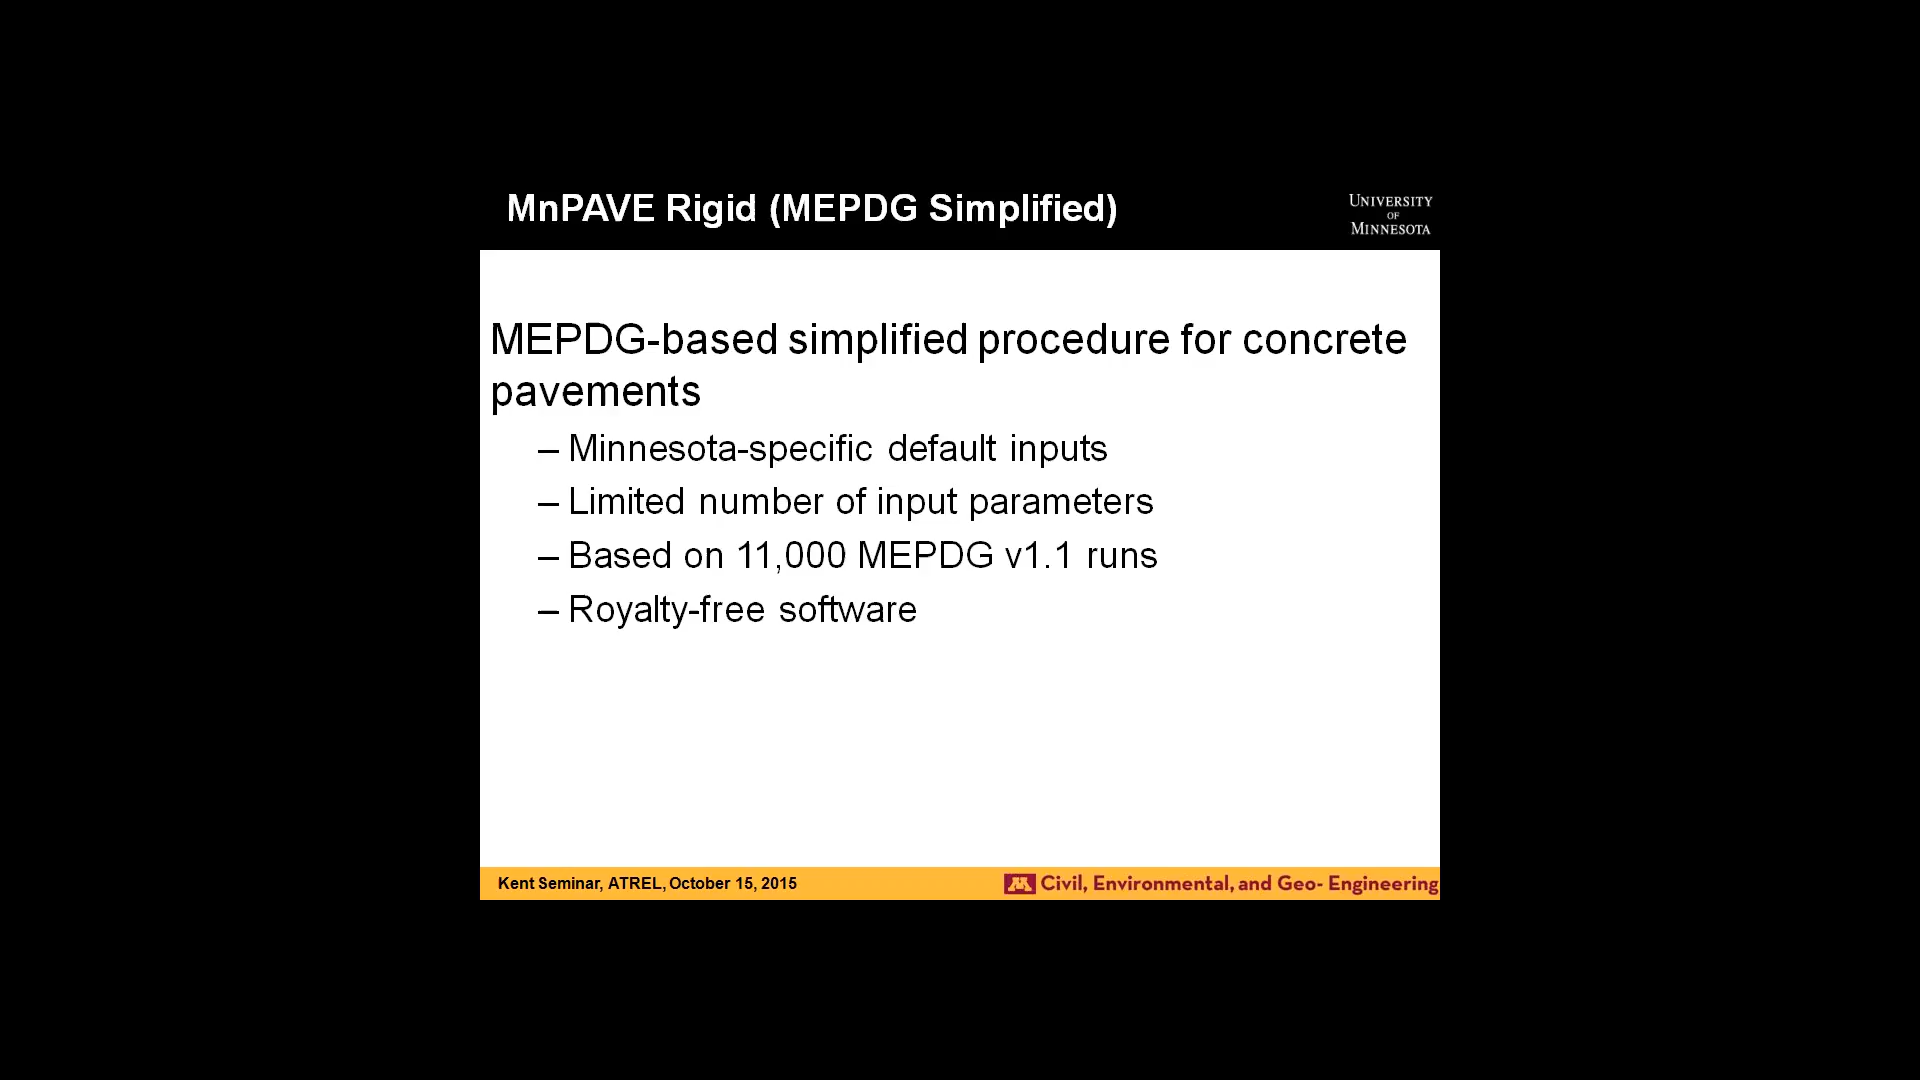 MnPAVE Rigid (MEPDG Simplified)
UNIVERSITY
OF
MINNESOTA
MEPDG-based simplified procedure for concrete
pavements
– Minnesota-specific default inputs
– Limited number of input parameters
– Based on 11,000 MEPDG v1.1 runs
– Royalty-free software
Kent Seminar, ATREL, October 15, 2015
M Civil, Environmental, and Geo- Engineering